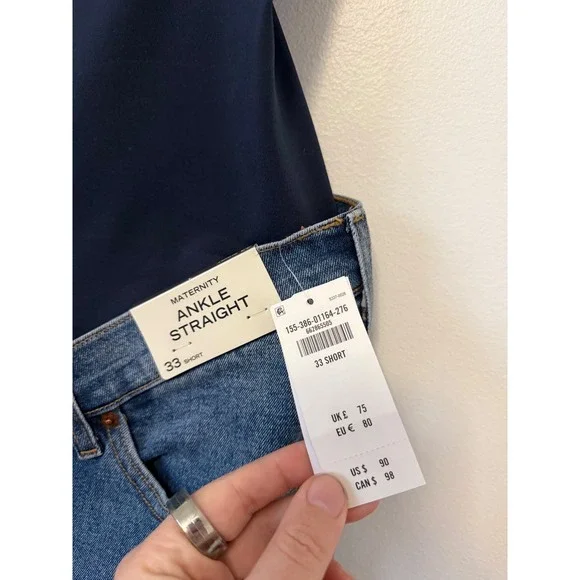 MATERNITY
ANKLE
STRAIGHT
33 SHORT
155-386-01164-276
662865505
33 SHORT
UK £ 75
EU € 80
US $ 90
CAN $ 98